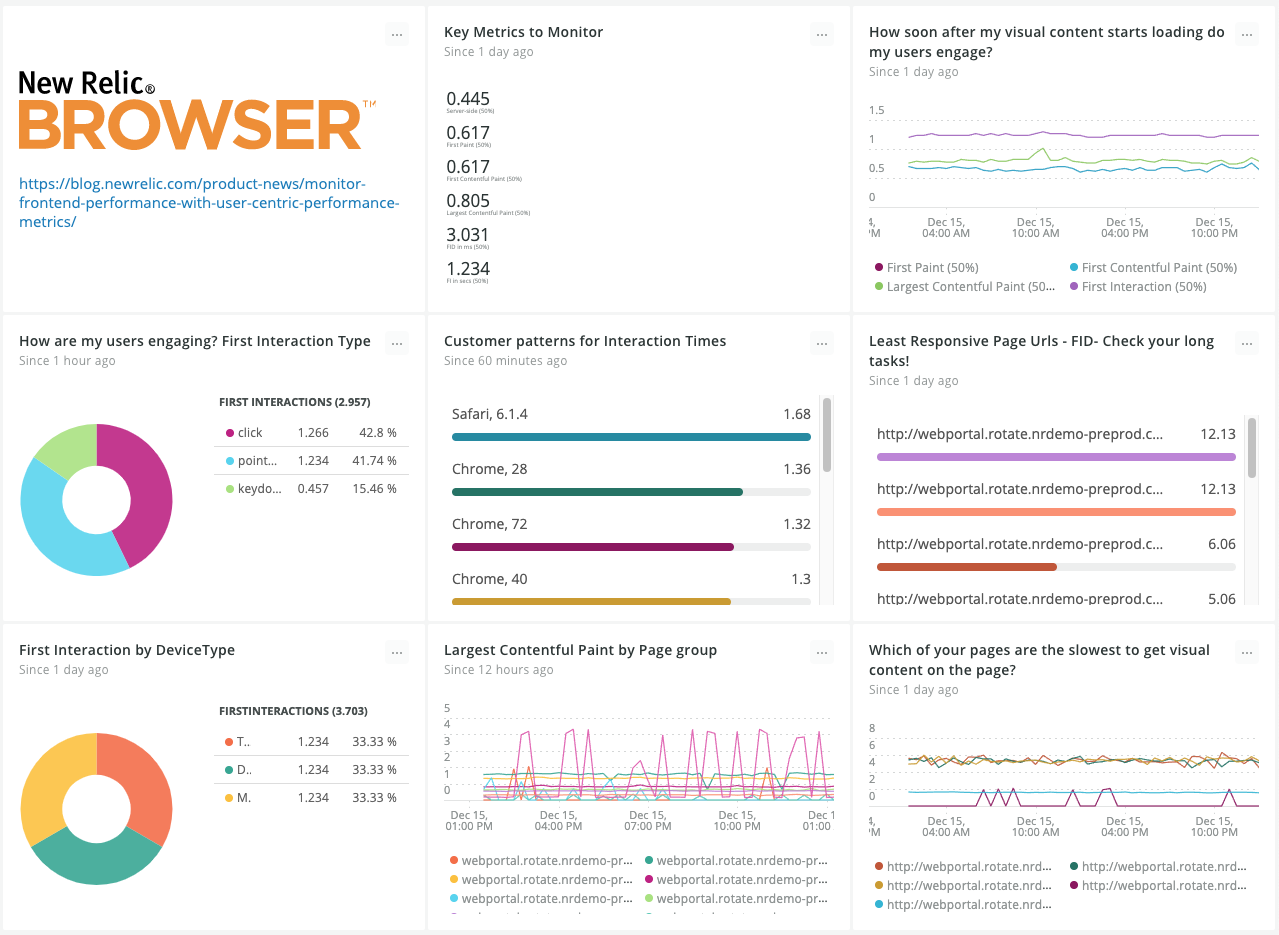 ...
New Relic®
BROWSER™
https://blog.newrelic.com/product-news/monitor-
frontend-performance-with-user-centric-performance-
metrics/
...
Key Metrics to Monitor
Since 1 day ago
0.445
Server-side (50%)
0.617
First Paint (50%)
0.617
First Contentful Paint (50%)
0.805
Largest Contentful Paint (50%)
3.031
FID in ms (50%)
1.234
FI in secs (50%)
...
How soon after my visual content starts loading do
my users engage?
Since 1 day ago
1.5
1
0.5
0
4, Dec 15, Dec 15, Dec 15, Dec 15,
PM 04:00 AM 10:00 AM 04:00 PM 10:00 PM
First Paint (50%) First Contentful Paint (50%)
Largest Contentful Paint (50... First Interaction (50%)
...
How are my users engaging? First Interaction Type
Since 1 hour ago
FIRST INTERACTIONS (2.957)
click 1.266 42.8 %
point... 1.234 41.74 %
keydo... 0.457 15.46 %
...
Customer patterns for Interaction Times
Since 60 minutes ago
Safari, 6.1.4 1.68
Chrome, 28 1.36
Chrome, 72 1.32
Chrome, 40 1.3
...
Least Responsive Page Urls - FID- Check your long
tasks!
Since 1 day ago
http://webportal.rotate.nrdemo-preprod.c... 12.13
http://webportal.rotate.nrdemo-preprod.c... 12.13
http://webportal.rotate.nrdemo-preprod.c... 6.06
http://webportal.rotate.nrdemo-preprod.c... 5.06
...
First Interaction by DeviceType
Since 1 day ago
FIRSTINTERACTIONS (3.703)
T.. 1.234 33.33 %
D.. 1.234 33.33 %
M. 1.234 33.33 %
...
Largest Contentful Paint by Page group
Since 12 hours ago
5
4
3
2
1
0
Dec 15, Dec 15, Dec 15, Dec 15, Dec 1
01:00 PM 04:00 PM 07:00 PM 10:00 PM 01:00
webportal.rotate.nrdemo-pr... webportal.rotate.nrdemo-pr...
webportal.rotate.nrdemo-pr... webportal.rotate.nrdemo-pr...
webportal.rotate.nrdemo-pr... webportal.rotate.nrdemo-pr...
...
Which of your pages are the slowest to get visual
content on the page?
Since 1 day ago
8
6
4
2
0
4, Dec 15, Dec 15, Dec 15, Dec 15,
PM 04:00 AM 10:00 AM 04:00 PM 10:00 PM
http://webportal.rotate.nrd... http://webportal.rotate.nrd...
http://webportal.rotate.nrd... http://webportal.rotate.nrd...
http://webportal.rotate.nrd...